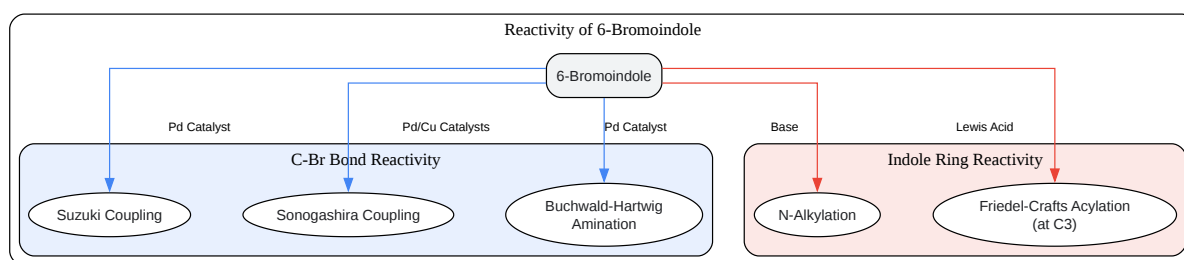 Reactivity of 6-Bromoindole
6-Bromoindole
Pd Catalyst
Pd/Cu Catalysts
Pd Catalyst
Base
Lewis Acid
C-Br Bond Reactivity
Indole Ring Reactivity
Suzuki Coupling
Sonogashira Coupling
Buchwald-Hartwig
Amination
N-Alkylation
Friedel-Crafts Acylation
(at C3)